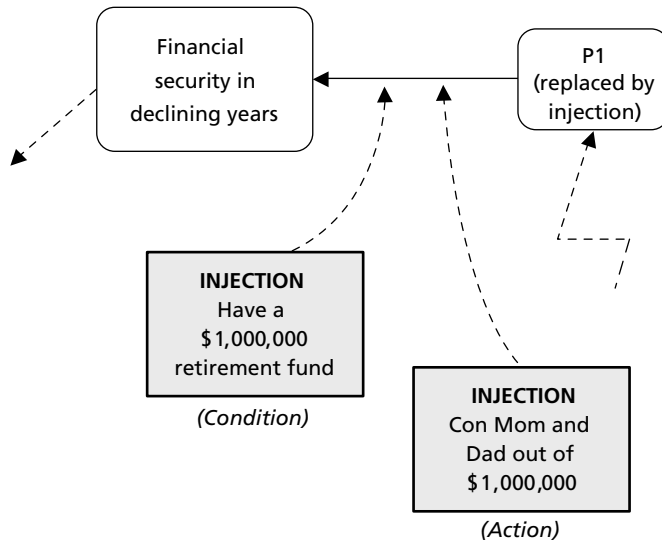 Financial
security in
declining years
P1
(replaced by
injection)
INJECTION
Have a
$1,000,000
retirement fund
(Condition)
INJECTION
Con Mom and
Dad out of
$1,000,000
(Action)